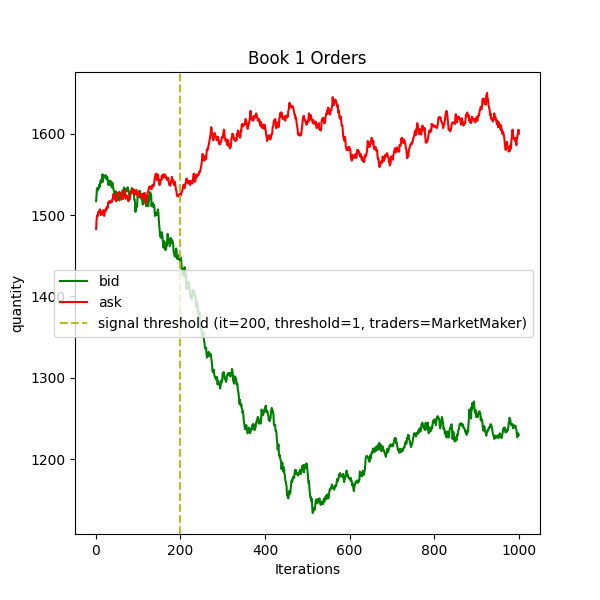 Book 1 Orders
1600
1500
1400
1300
1200
quantity
bid
ask
signal threshold (it=200, threshold=1, traders=MarketMaker)
0 200 400 600 800 1000
Iterations